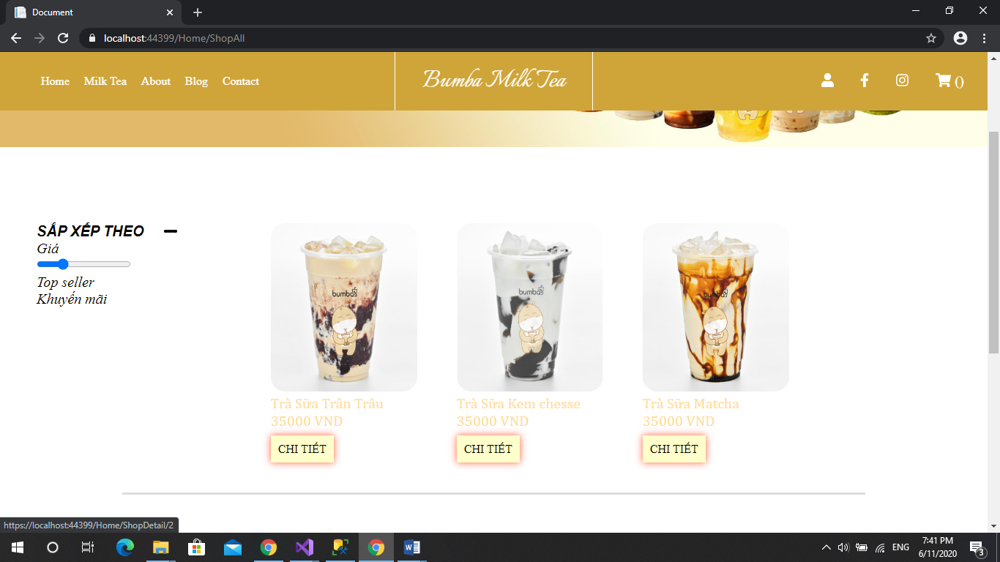 Document
localhost:44399/Home/ShopAll
Home Milk Tea About Blog Contact
Bumba Milk Tea
0
SẮP XẾP THEO
Giá
Top seller
Khuyến mãi
bumba
bumba
bumba
Trà Sữa Trân Trâu
35000 VND
CHI TIẾT
Trà Sữa Kem chesse
35000 VND
CHI TIẾT
Trà Sữa Matcha
35000 VND
CHI TIẾT
https://localhost:44399/Home/ShopDetail/2
ENG
7:41 PM
6/11/2020
3